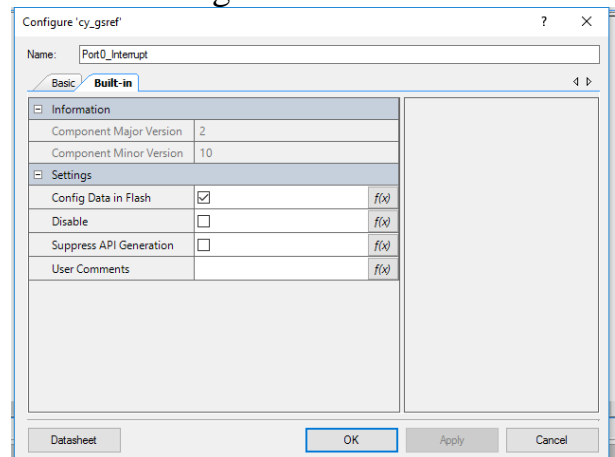 Configure 'cy_gsref'
? ×
Name: Port0_Interrupt
Basic Built-in
Information
Component Major Version 2
Component Minor Version 10
Settings
Config Data in Flash f(x)
Disable f(x)
Suppress API Generation f(x)
User Comments f(x)
Datasheet OK Apply Cancel